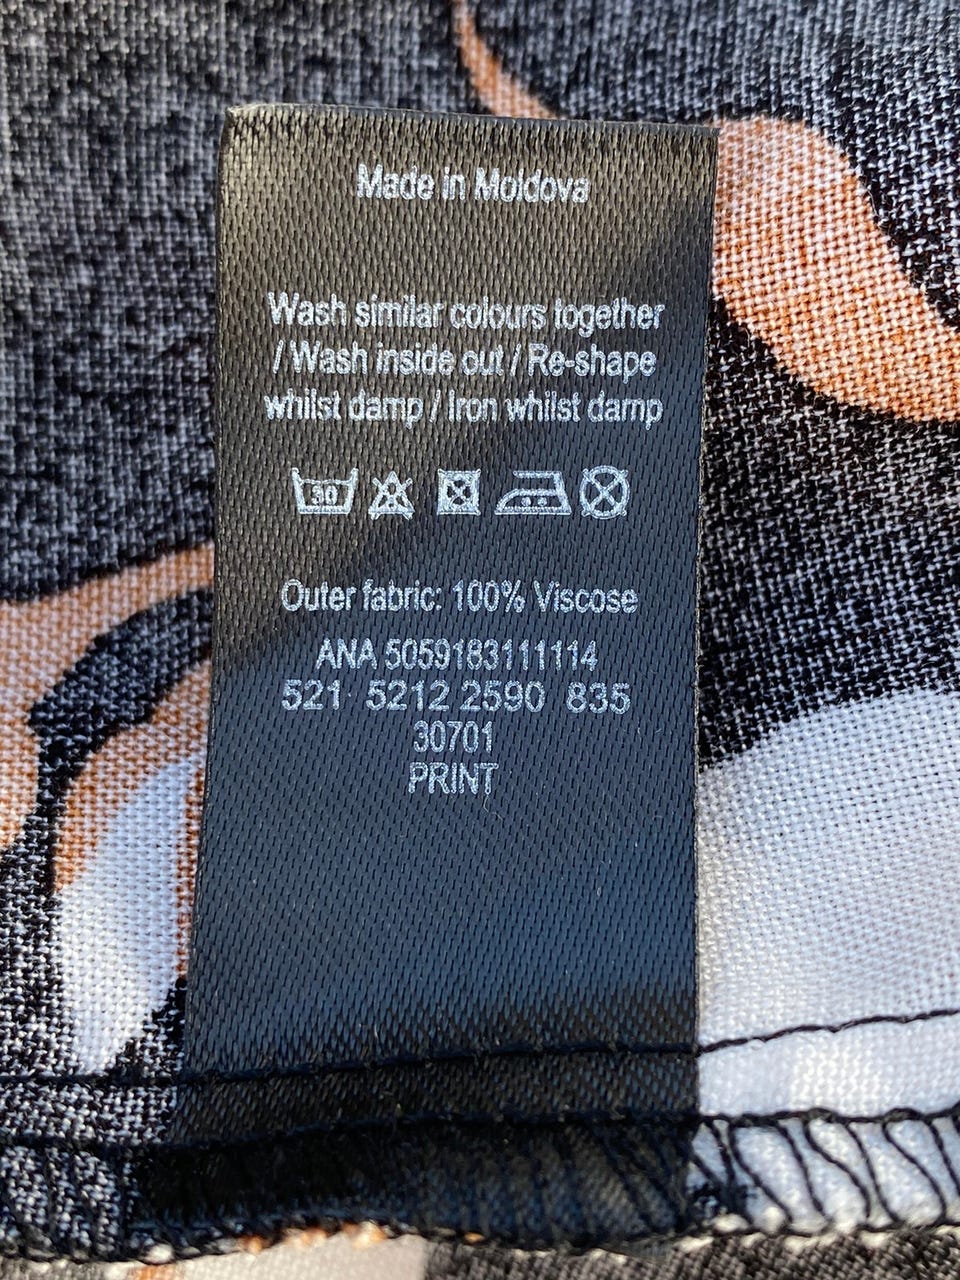 Made in Moldova
Wash similar colours together
/ Wash inside out / Re-shape
whilst damp / Iron whilst damp
30
Outer fabric: 100% Viscose
ANA 5059183111114
521 5212 2590 835
30701
PRINT